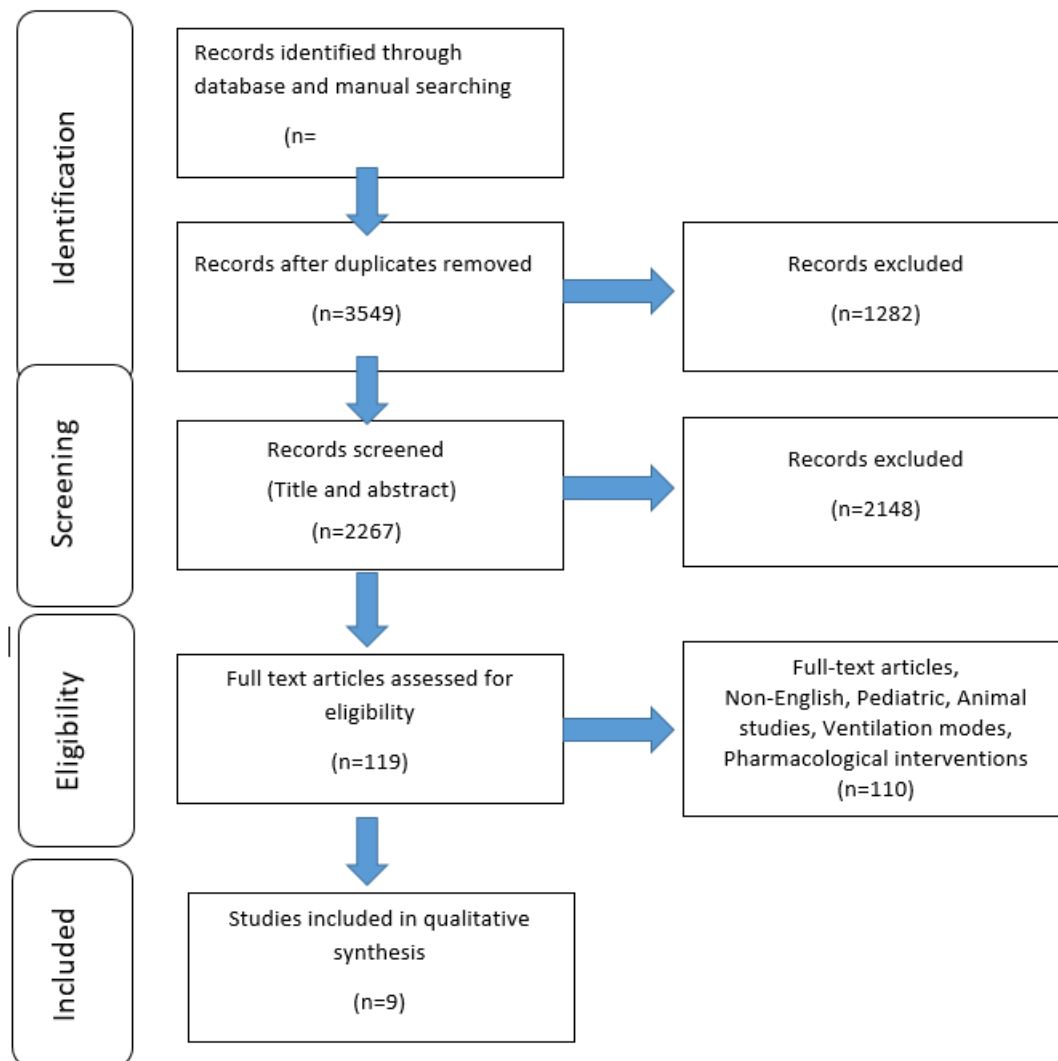 Identification
Records identified through
database and manual searching
(n=
Records after duplicates removed
(n=3549)
Records excluded
(n=1282)
Screening
Records screened
(Title and abstract)
(n=2267)
Records excluded
(n=2148)
Eligibility
Full text articles assessed for
eligibility
(n=119)
Full-text articles,
Non-English, Pediatric, Animal
studies, Ventilation modes,
Pharmacological interventions
(n=110)
Included
Studies included in qualitative
synthesis
(n=9)